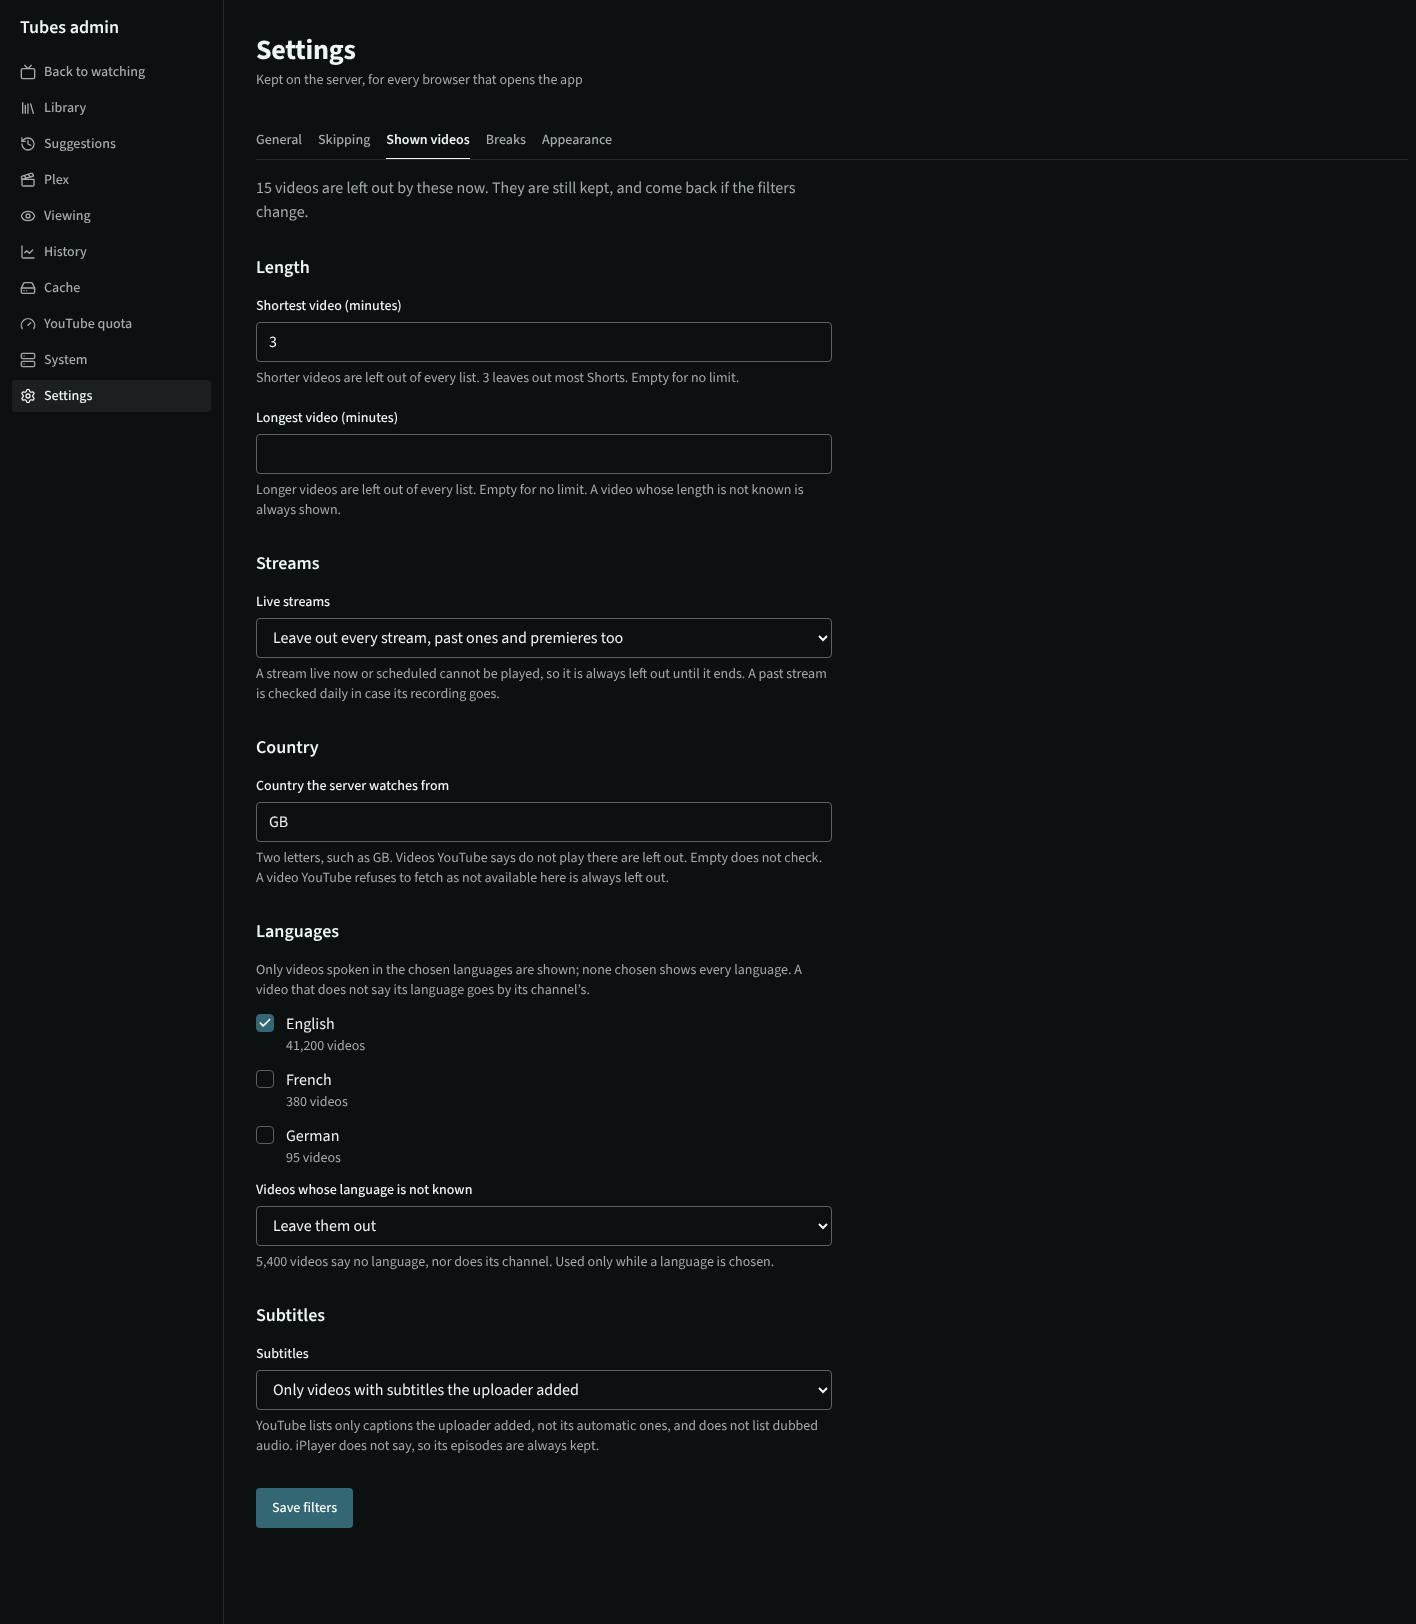 Tubes admin
Back to watching
Library
Suggestions
Plex
Viewing
History
Cache
YouTube quota
System
Settings
Settings
Kept on the server, for every browser that opens the app
General Skipping Shown videos Breaks Appearance
15 videos are left out by these now. They are still kept, and come back if the filters
change.
Length
Shortest video (minutes)
3
Shorter videos are left out of every list. 3 leaves out most Shorts. Empty for no limit.
Longest video (minutes)
Longer videos are left out of every list. Empty for no limit. A video whose length is not known is
always shown.
Streams
Live streams
Leave out every stream, past ones and premieres too
A stream live now or scheduled cannot be played, so it is always left out until it ends. A past stream
is checked daily in case its recording goes.
Country
Country the server watches from
GB
Two letters, such as GB. Videos YouTube says do not play there are left out. Empty does not check.
A video YouTube refuses to fetch as not available here is always left out.
Languages
Only videos spoken in the chosen languages are shown; none chosen shows every language. A
video that does not say its language goes by its channel's.
English
41,200 videos
French
380 videos
German
95 videos
Videos whose language is not known
Leave them out
5,400 videos say no language, nor does its channel. Used only while a language is chosen.
Subtitles
Subtitles
Only videos with subtitles the uploader added
YouTube lists only captions the uploader added, not its automatic ones, and does not list dubbed
audio. iPlayer does not say, so its episodes are always kept.
Save filters